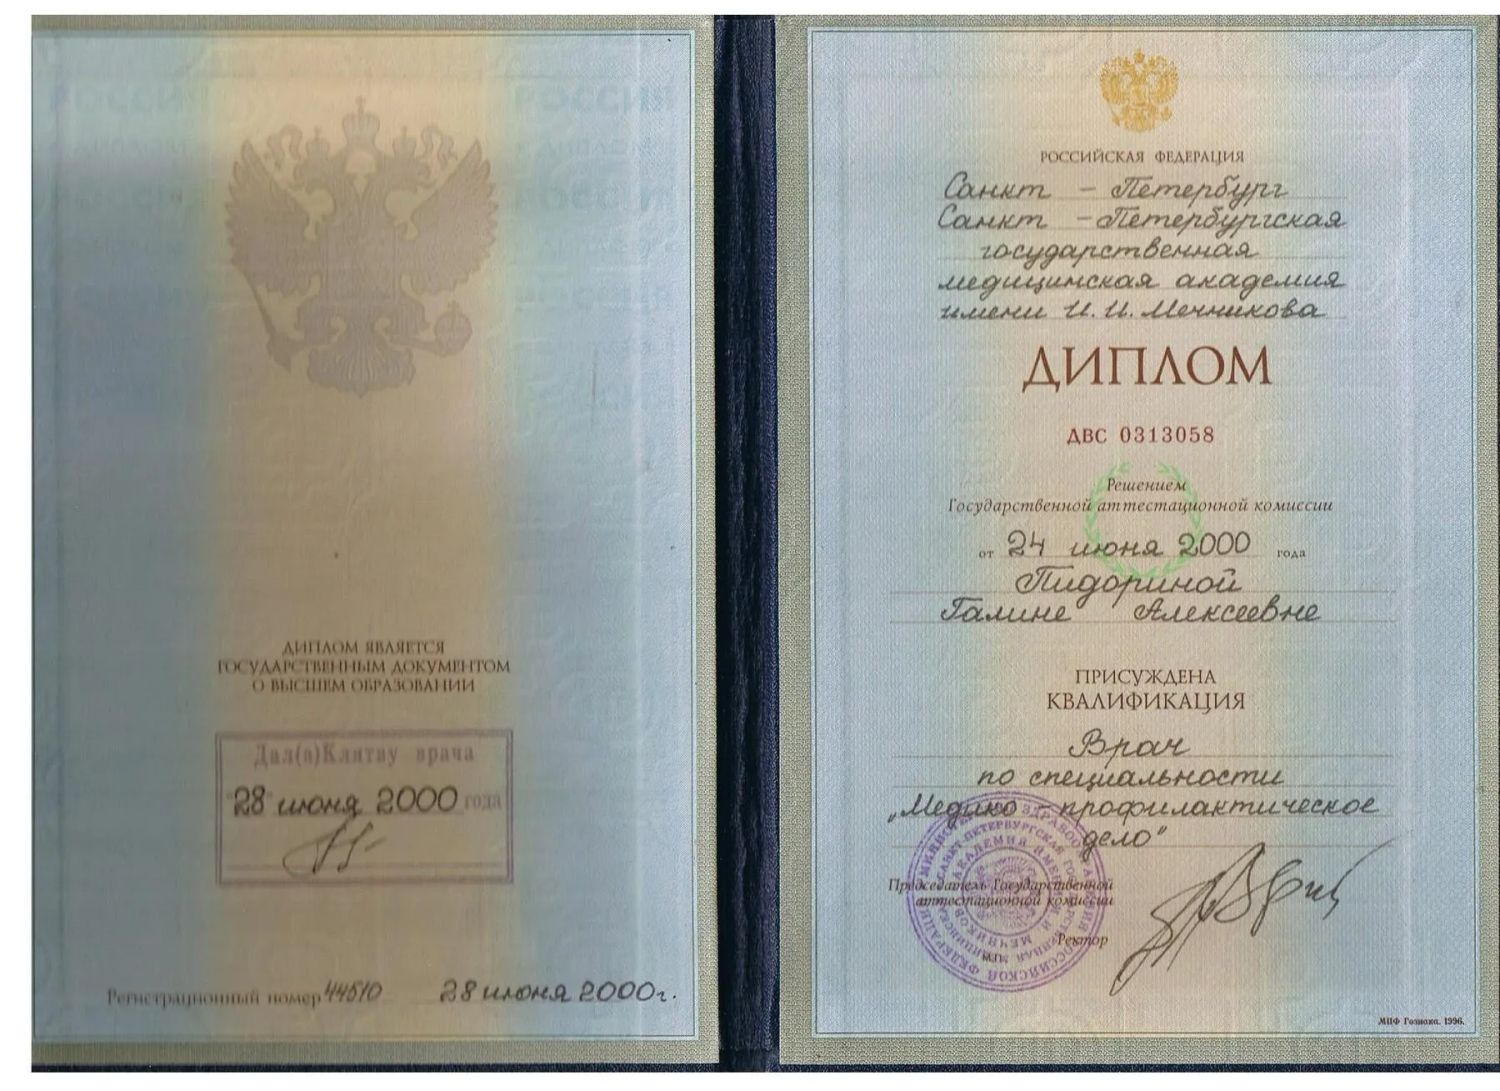 РОССИЯ РОССИЯ
ДИПЛОМ ЯВЛЯЕТСЯ
ГОСУДАРСТВЕННЫМ ДОКУМЕНТОМ
О ВЫСШЕМ ОБРАЗОВАНИИ
Дал(а) Клятву врача
"28" июня 2000 года
Регистрационный номер 44510 28 июня 2000г.
РОССИЙСКАЯ ФЕДЕРАЦИЯ
Санкт - Петербург
Санкт - Петербургская
государственная
медицинская академия
имени И. И. Мечникова
ДИПЛОМ
ДВС 0313058
Решением
Государственной аттестационной комиссии
от 24 июня 2000 года
Пидориной
Галине Алексеевне
ПРИСУЖДЕНА
КВАЛИФИКАЦИЯ
Врач
по специальности
„Медико - профилактическое
дело"
Председатель Государственной
аттестационной комиссии
Ректор
М.П.
МПФ Гознака. 1996.